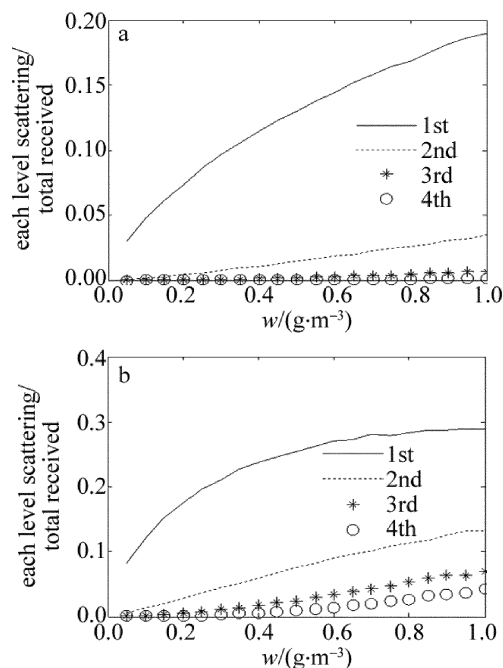 a
each level scattering/
total received
0.20
0.15
0.10
0.05
0.00
1st
2nd
3rd
4th
0 0.2 0.4 0.6 0.8 1.0
w/(g·m⁻³)
b
each level scattering/
total received
0.4
0.3
0.2
0.1
0.0
1st
2nd
3rd
4th
0 0.2 0.4 0.6 0.8 1.0
w/(g·m⁻³)